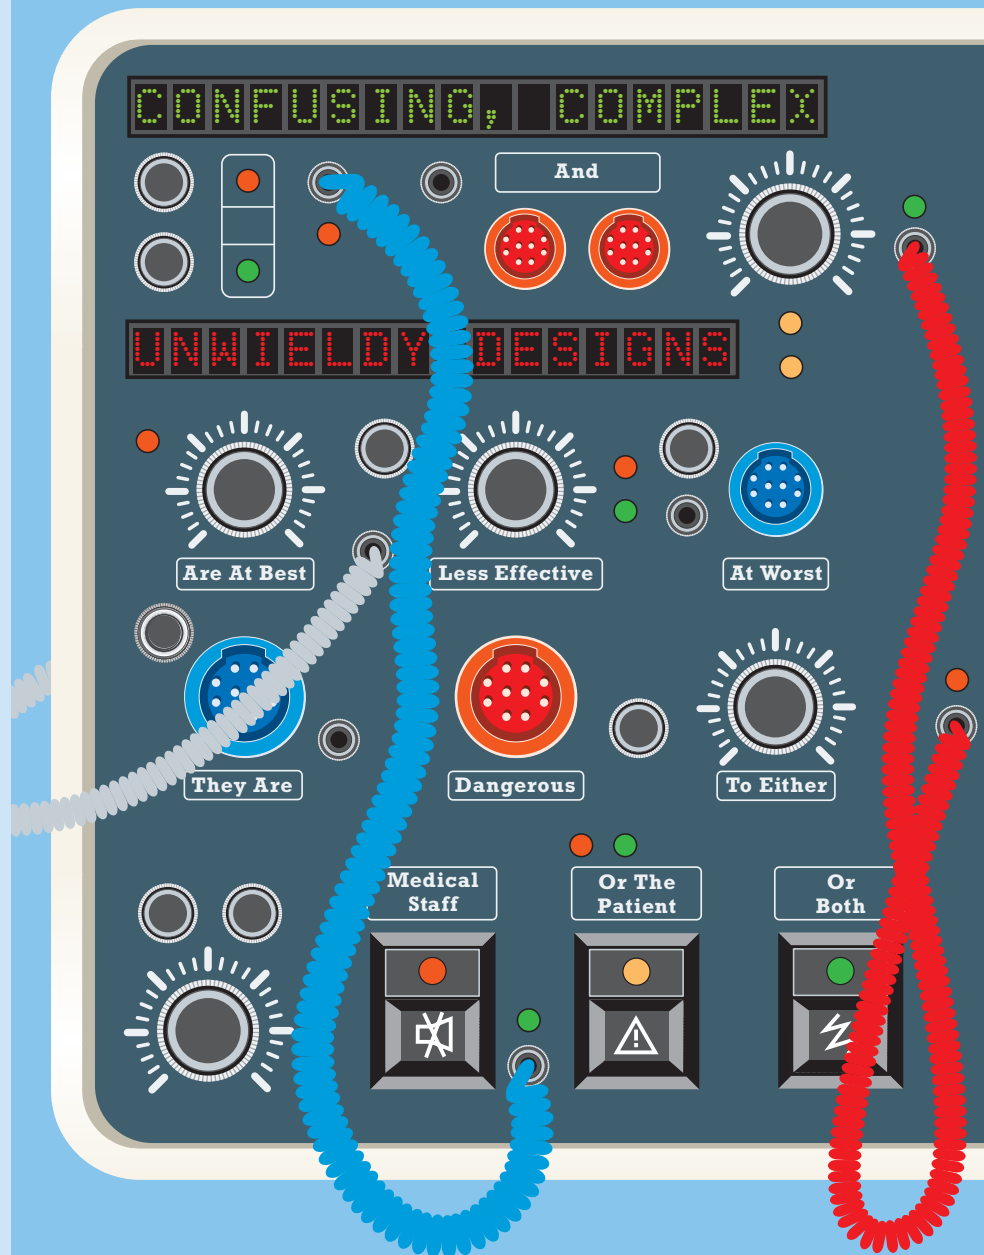 CONFUSING, COMPLEX
And
UNWIELDY DESIGNS
Are At Best
Less Effective
At Worst
They Are
Dangerous
To Either
Medical
Staff
Or The
Patient
Or
Both